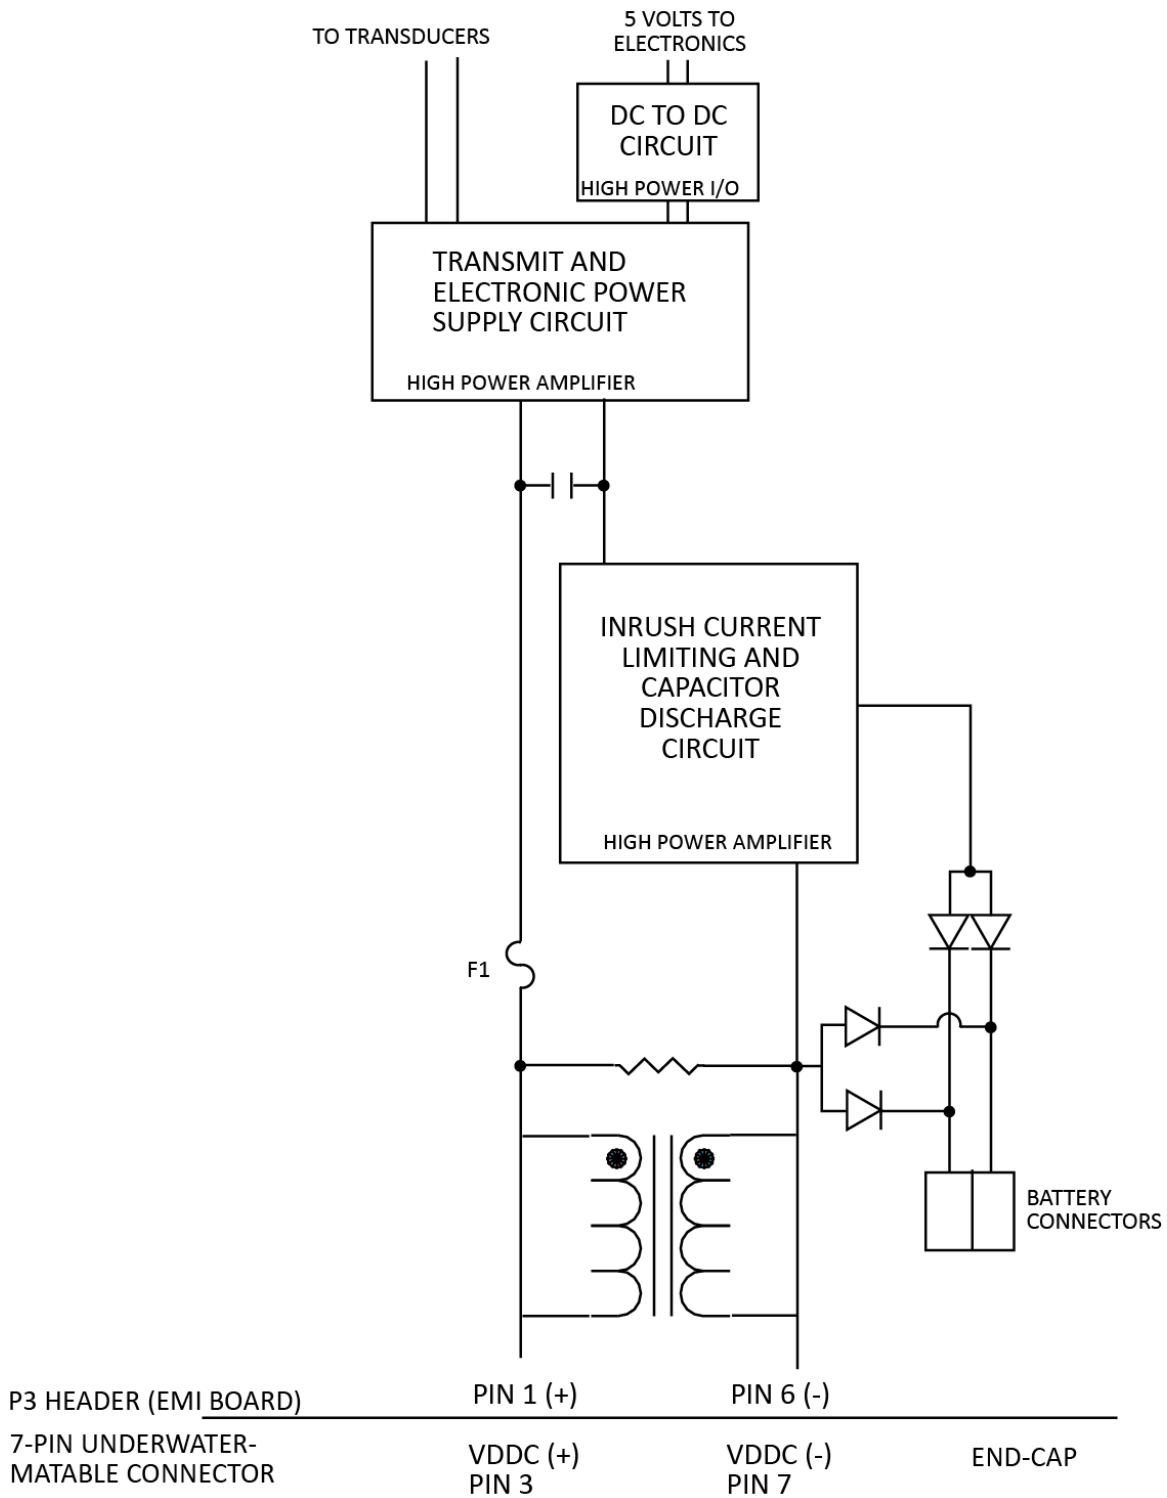 TO TRANSDUCERS
5 VOLTS TO
ELECTRONICS
DC TO DC
CIRCUIT
HIGH POWER I/O
TRANSMIT AND
ELECTRONIC POWER
SUPPLY CIRCUIT
HIGH POWER AMPLIFIER
INRUSH CURRENT
LIMITING AND
CAPACITOR
DISCHARGE
CIRCUIT
HIGH POWER AMPLIFIER
F1
BATTERY
CONNECTORS
P3 HEADER (EMI BOARD)
PIN 1 (+)
PIN 6 (-)
7-PIN UNDERWATER-
MATABLE CONNECTOR
VDDC (+)
PIN 3
VDDC (-)
PIN 7
END-CAP